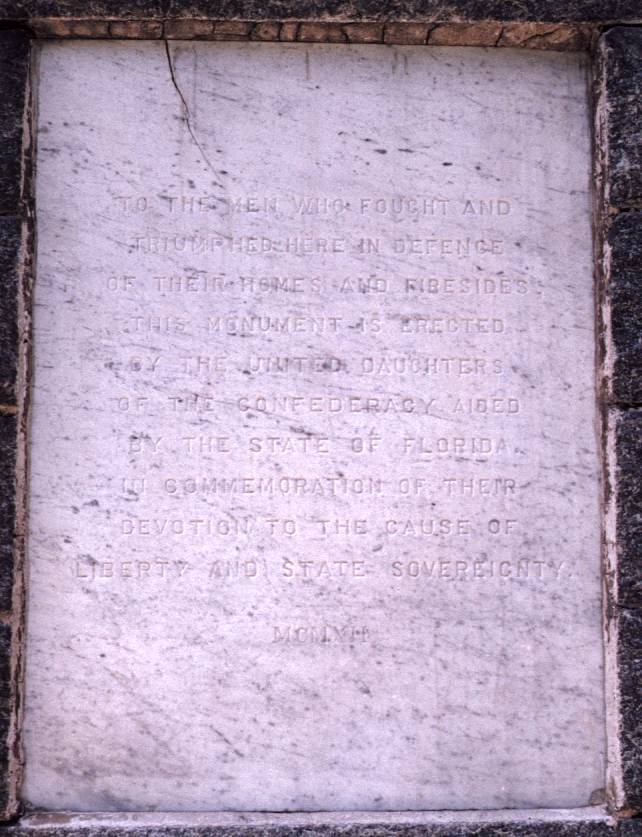 TO THE MEN WHO FOUGHT AND
TRIUMPHED HERE IN DEFENCE
OF THEIR HOMES AND FIRESIDES,
THIS MONUMENT IS ERECTED
BY THE UNITED DAUGHTERS
OF THE CONFEDERACY AIDED
BY THE STATE OF FLORIDA
IN COMMEMORATION OF THEIR
DEVOTION TO THE CAUSE OF
LIBERTY AND STATE SOVEREIGNTY.
MCMXII